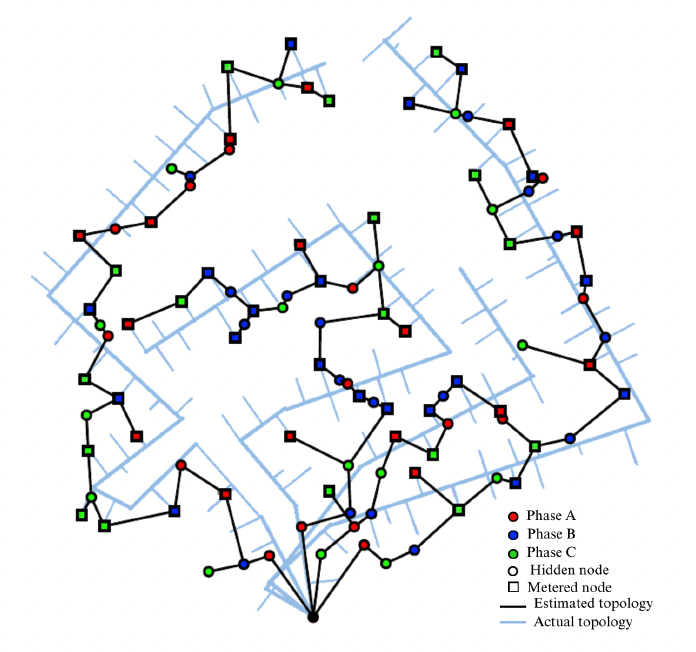 Phase A
Phase B
Phase C
Hidden node
Metered node
Estimated topology
Actual topology